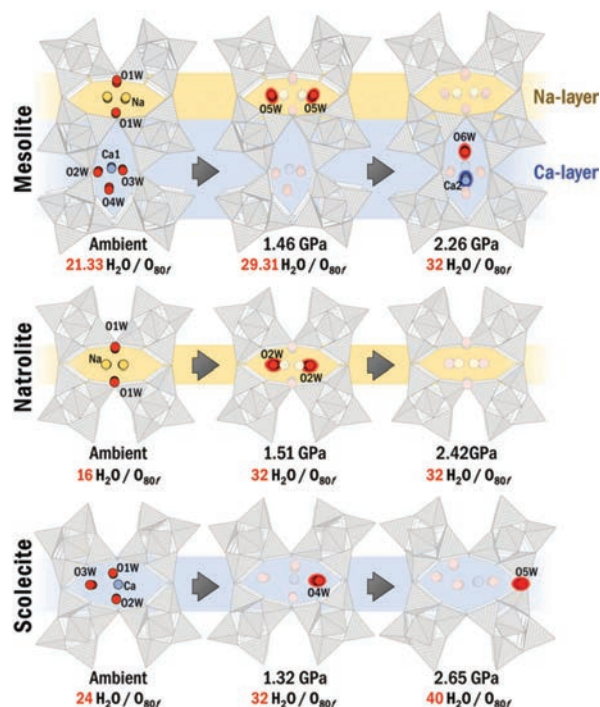 Mesolite
O1W
Na
O1W
Ca1
O2W
O3W
O4W
O5W
O5W
O6W
Ca2
Na-layer
Ca-layer
Ambient
21.33 H2O / O80f
1.46 GPa
29.31 H2O / O80f
2.26 GPa
32 H2O / O80f
Natrolite
O1W
Na
O1W
O2W
O2W
Ambient
16 H2O / O80f
1.51 GPa
32 H2O / O80f
2.42GPa
32 H2O / O80f
Scolecite
O3W
O1W
Ca
O2W
O4W
O5W
Ambient
24 H2O / O80f
1.32 GPa
32 H2O / O80f
2.65 GPa
40 H2O / O80f